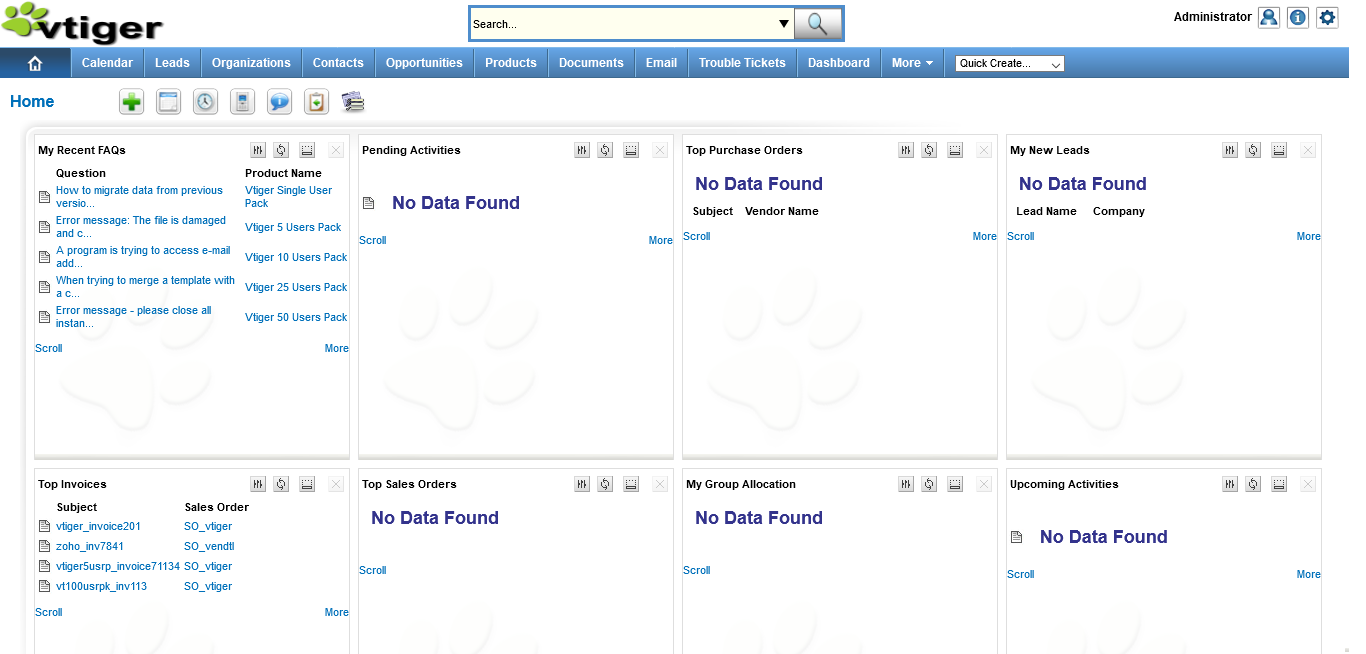 vtiger
Search...
Administrator
Calendar Leads Organizations Contacts Opportunities Products Documents Email Trouble Tickets Dashboard More Quick Create...
Home
My Recent FAQs
Question Product Name
How to migrate data from previous versio...
Vtiger Single User Pack
Error message: The file is damaged and c...
Vtiger 5 Users Pack
A program is trying to access e-mail add...
Vtiger 10 Users Pack
When trying to merge a template with a c...
Vtiger 25 Users Pack
Error message - please close all instan...
Vtiger 50 Users Pack
Scroll More
Pending Activities
No Data Found
Scroll More
Top Purchase Orders
No Data Found
Subject Vendor Name
Scroll More
My New Leads
No Data Found
Lead Name Company
Scroll More
Top Invoices
Subject Sales Order
vtiger_invoice201 SO_vtiger
zoho_inv7841 SO_vendtl
vtiger5usrp_invoice71134 SO_vtiger
vt100usrpk_inv113 SO_vtiger
Scroll More
Top Sales Orders
No Data Found
Scroll
My Group Allocation
No Data Found
Scroll
Upcoming Activities
No Data Found
Scroll More